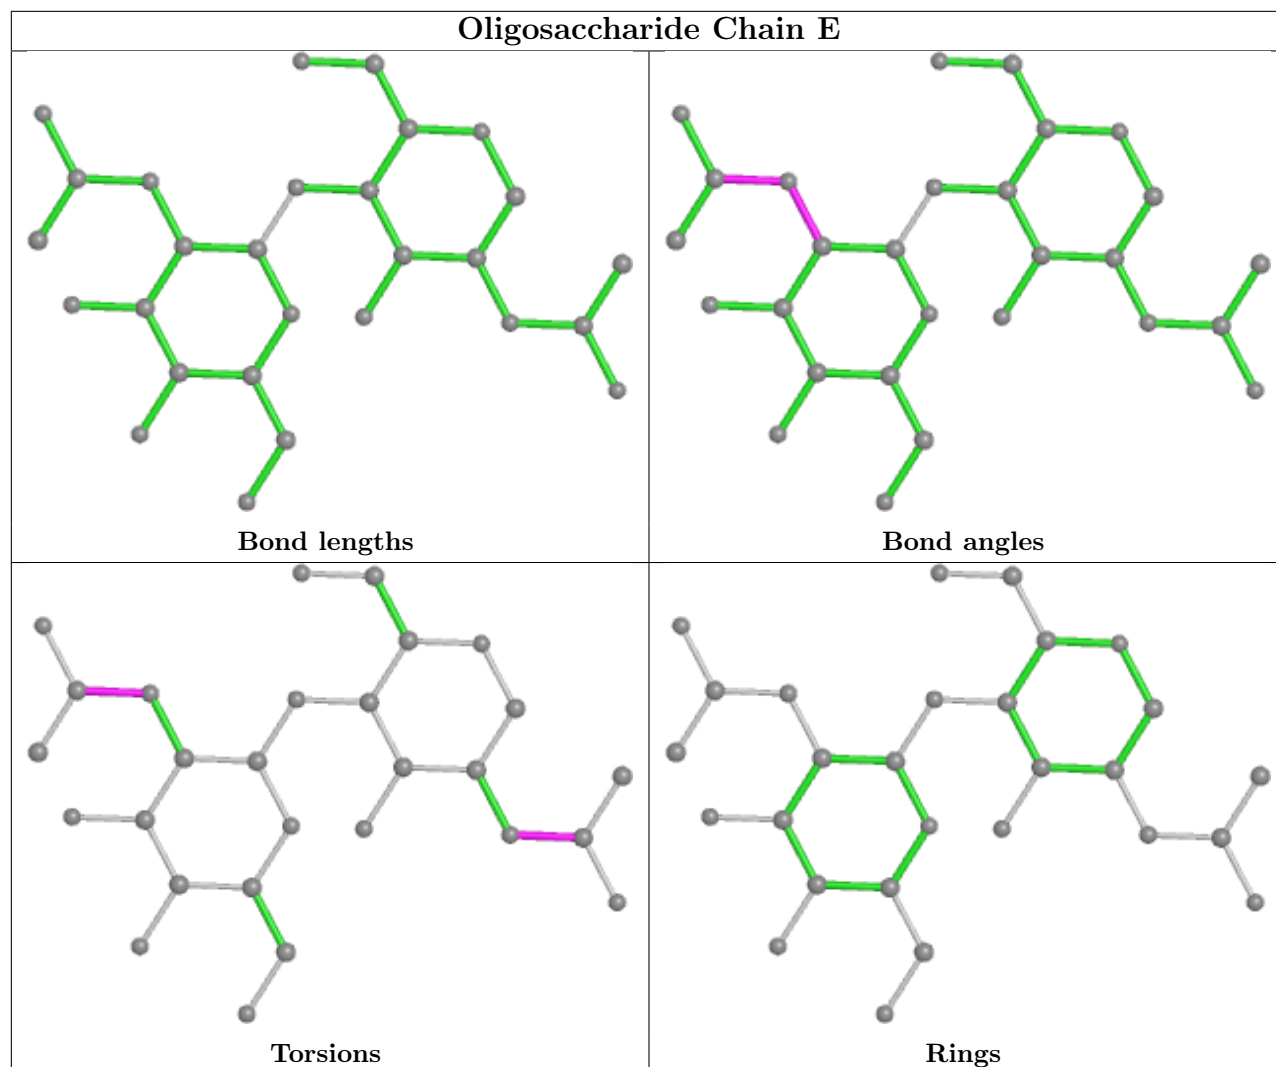 Oligosaccharide Chain E
Bond lengths
Bond angles
Torsions
Rings